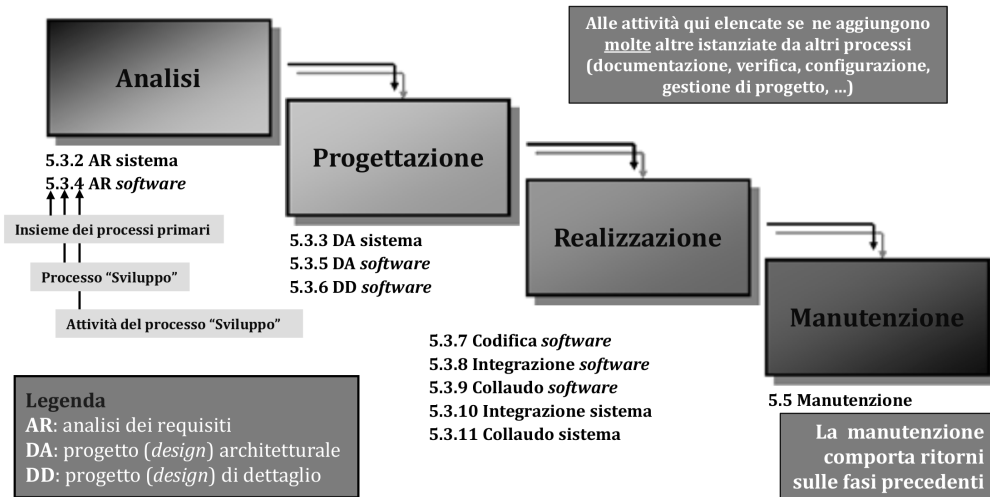 Analisi
5.3.2 AR sistema
5.3.4 AR software
Insieme dei processi primari
Processo “Sviluppo”
Attività del processo “Sviluppo”
Alle attività qui elencate se ne aggiungono
molte altre istanziate da altri processi
(documentazione, verifica, configurazione,
gestione di progetto, …)
Progettazione
5.3.3 DA sistema
5.3.5 DA software
5.3.6 DD software
Realizzazione
5.3.7 Codifica software
5.3.8 Integrazione software
5.3.9 Collaudo software
5.3.10 Integrazione sistema
5.3.11 Collaudo sistema
Manutenzione
5.5 Manutenzione
La manutenzione
comporta ritorni
sulle fasi precedenti
Legenda
AR: analisi dei requisiti
DA: progetto (design) architetturale
DD: progetto (design) di dettaglio